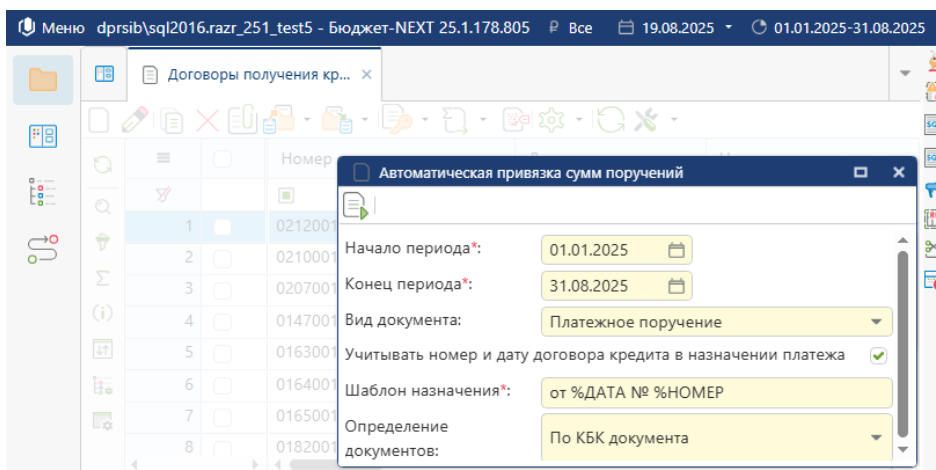 Меню dprsib\sql2016.razr_251_test5 - Бюджет-NEXT 25.1.178.805 ₽ Все 19.08.2025 01.01.2025-31.08.2025
Договоры получения кр... ×
Номер
Автоматическая привязка сумм поручений
1 0212001
2 0210001
3 0207001
4 0147001
5 0163001
6 0164001
7 0165001
8 0182001
Начало периода*: 01.01.2025
Конец периода*: 31.08.2025
Вид документа: Платежное поручение
Учитывать номер и дату договора кредита в назначении платежа
Шаблон назначения*: от %ДАТА № %НОМЕР
Определение
документов: По КБК документа